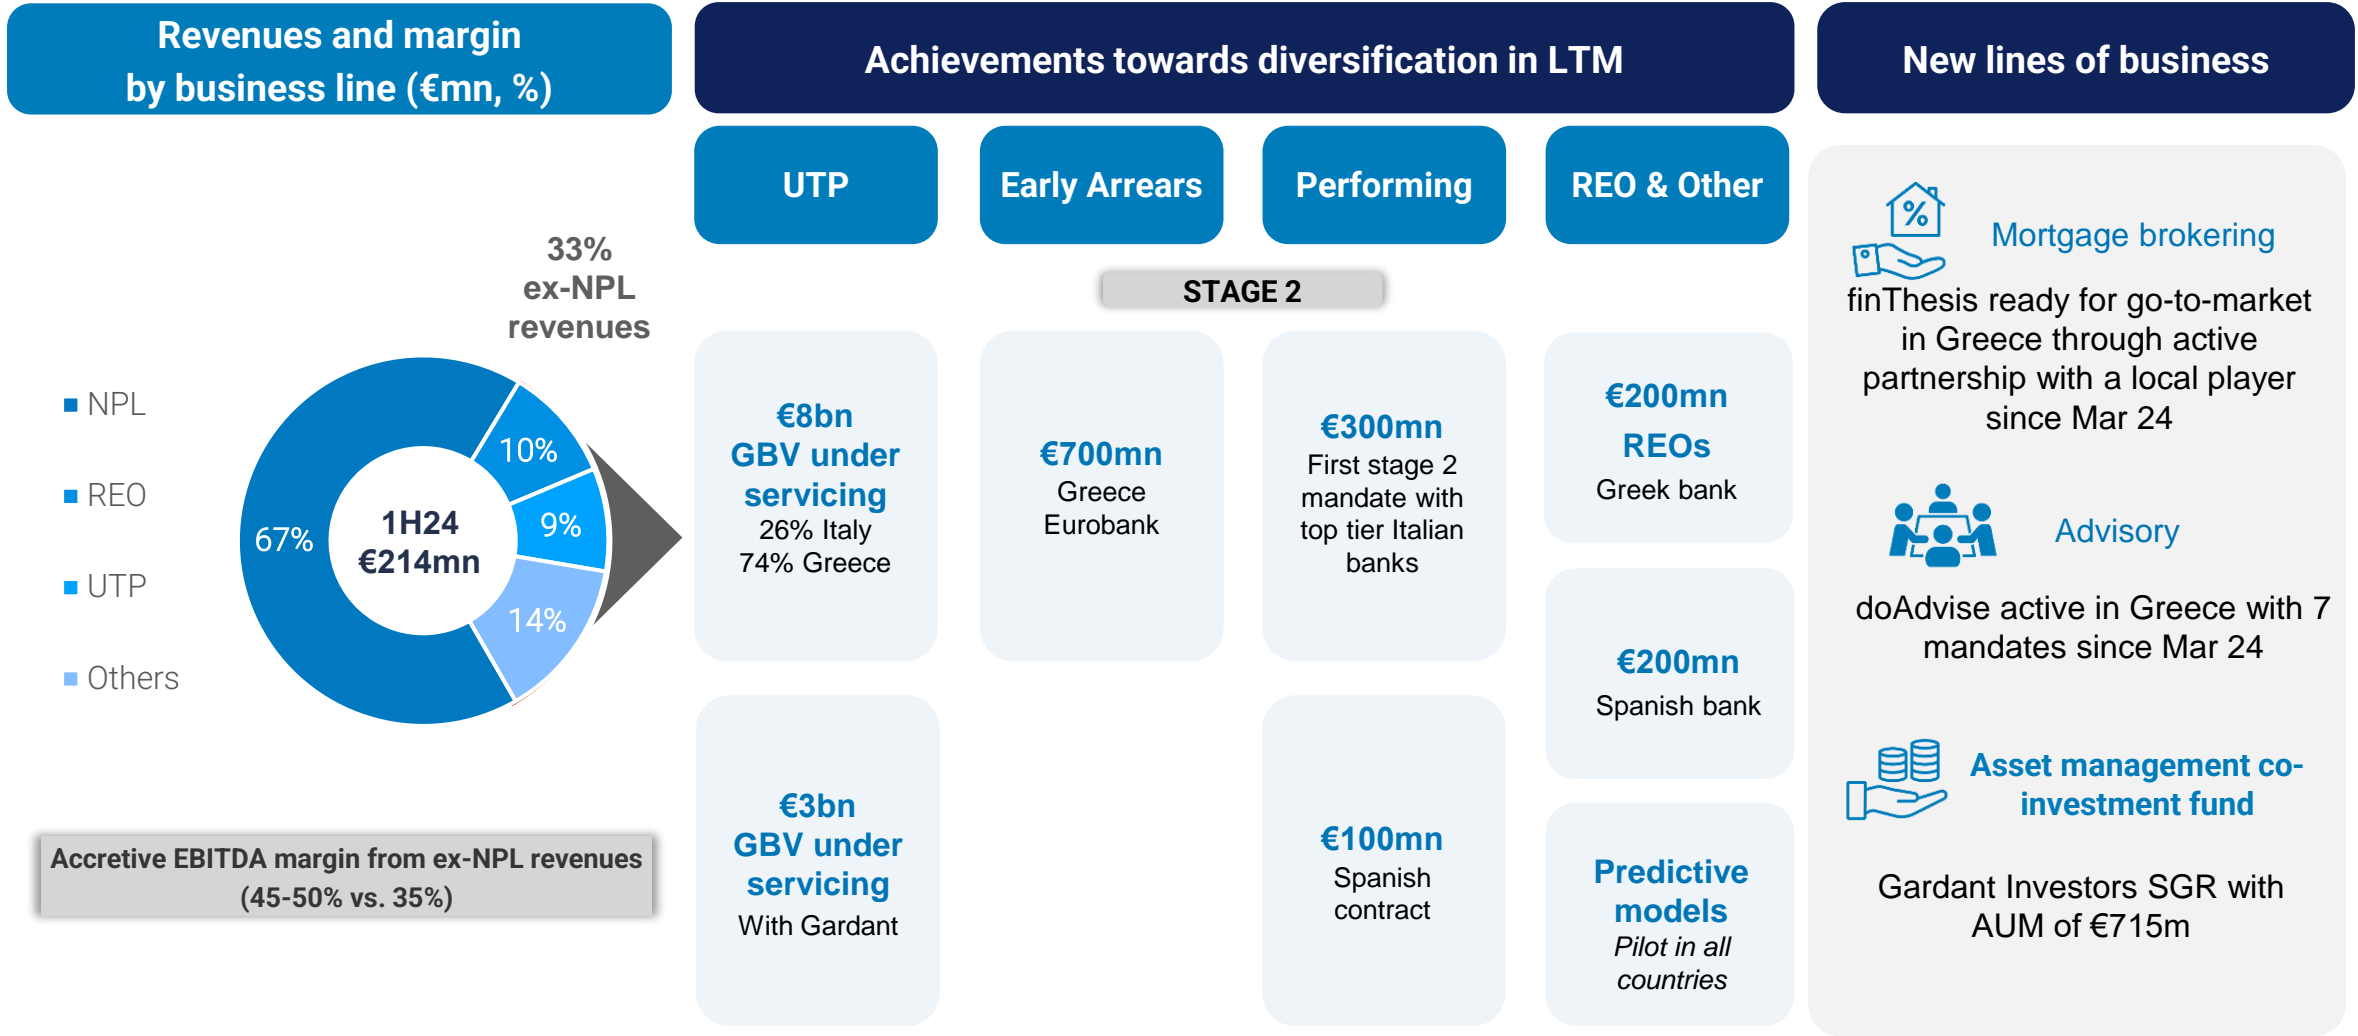 Revenues and margin
by business line (€mn, %)
33%
ex-NPL
revenues
NPL
REO
UTP
Others
10%
9%
14%
67%
1H24
€214mn
Accretive EBITDA margin from ex-NPL revenues
(45-50% vs. 35%)
Achievements towards diversification in LTM
UTP
Early Arrears
Performing
REO & Other
STAGE 2
€8bn
GBV under
servicing
26% Italy
74% Greece
€3bn
GBV under
servicing
With Gardant
€700mn
Greece
Eurobank
€300mn
First stage 2
mandate with
top tier Italian
banks
€100mn
Spanish
contract
€200mn
REOs
Greek bank
€200mn
Spanish bank
Predictive
models
Pilot in all
countries
New lines of business
%
Mortgage brokering
finThesis ready for go-to-market
in Greece through active
partnership with a local player
since Mar 24
Advisory
doAdvise active in Greece with 7
mandates since Mar 24
Asset management co-
investment fund
Gardant Investors SGR with
AUM of €715m